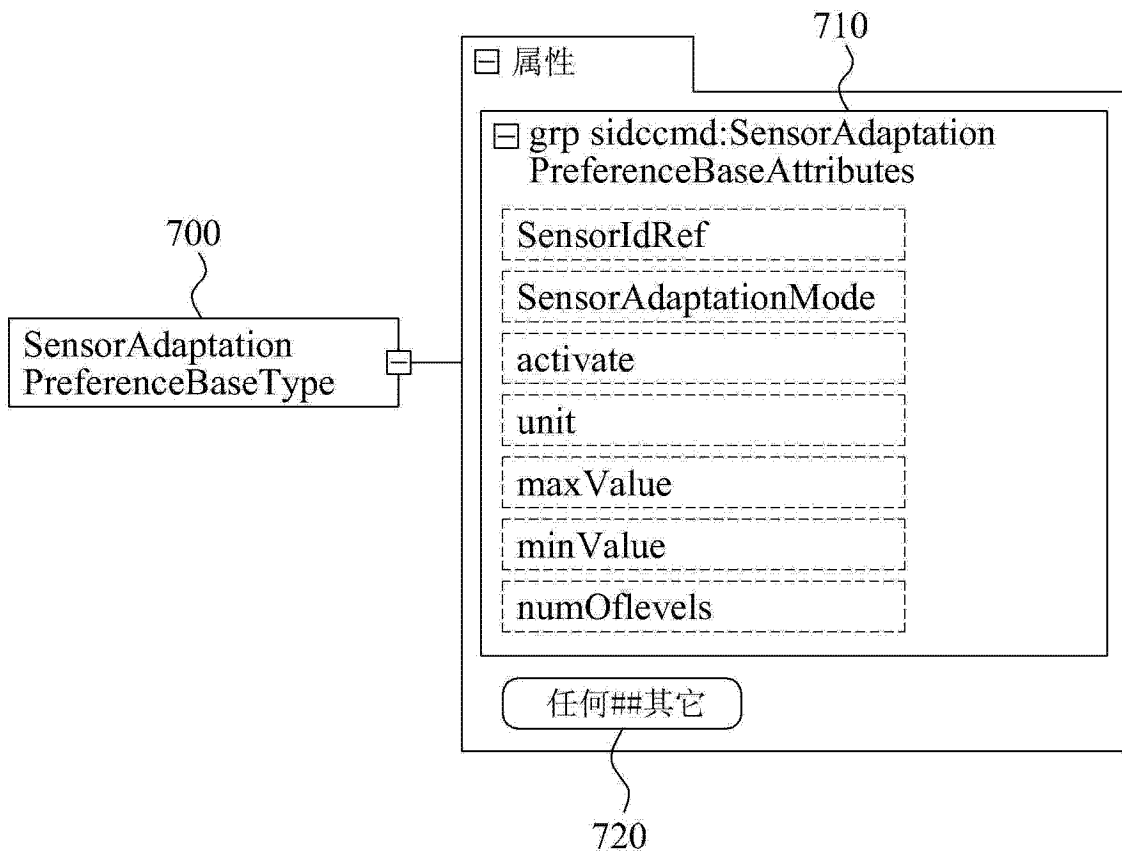 710
属性
grp sidccmd:SensorAdaptation
PreferenceBaseAttributes
700
SensorIdRef
SensorAdaptationMode
SensorAdaptation
PreferenceBaseType
activate
unit
maxValue
minValue
numOflevels
任何##其它
720